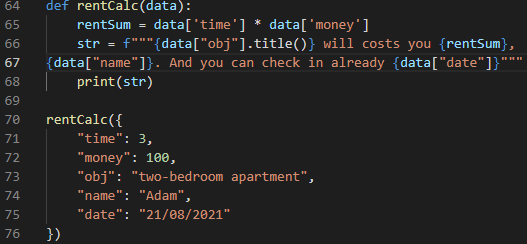 64 def rentCalc(data):
65     rentSum = data['time'] * data['money']
66     str = f"""{data["obj"].title()} will costs you {rentSum},
67 {data["name"]}. And you can check in already {data["date"]}"""
68     print(str)
69
70 rentCalc({
71     "time": 3,
72     "money": 100,
73     "obj": "two-bedroom apartment",
74     "name": "Adam",
75     "date": "21/08/2021"
76 })